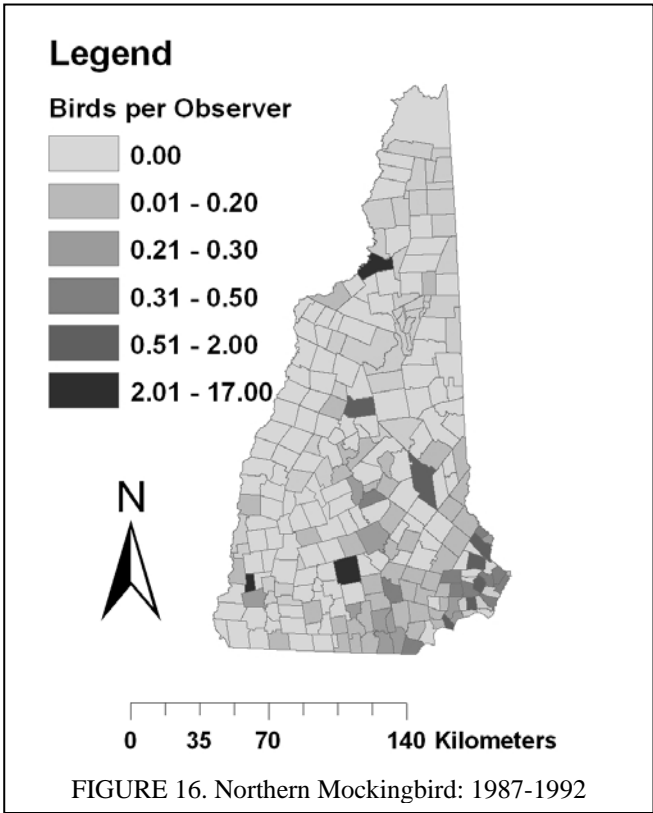 Legend
Birds per Observer
0.00
0.01 - 0.20
0.21 - 0.30
0.31 - 0.50
0.51 - 2.00
2.01 - 17.00
N
0 35 70 140 Kilometers
FIGURE 16. Northern Mockingbird: 1987-1992